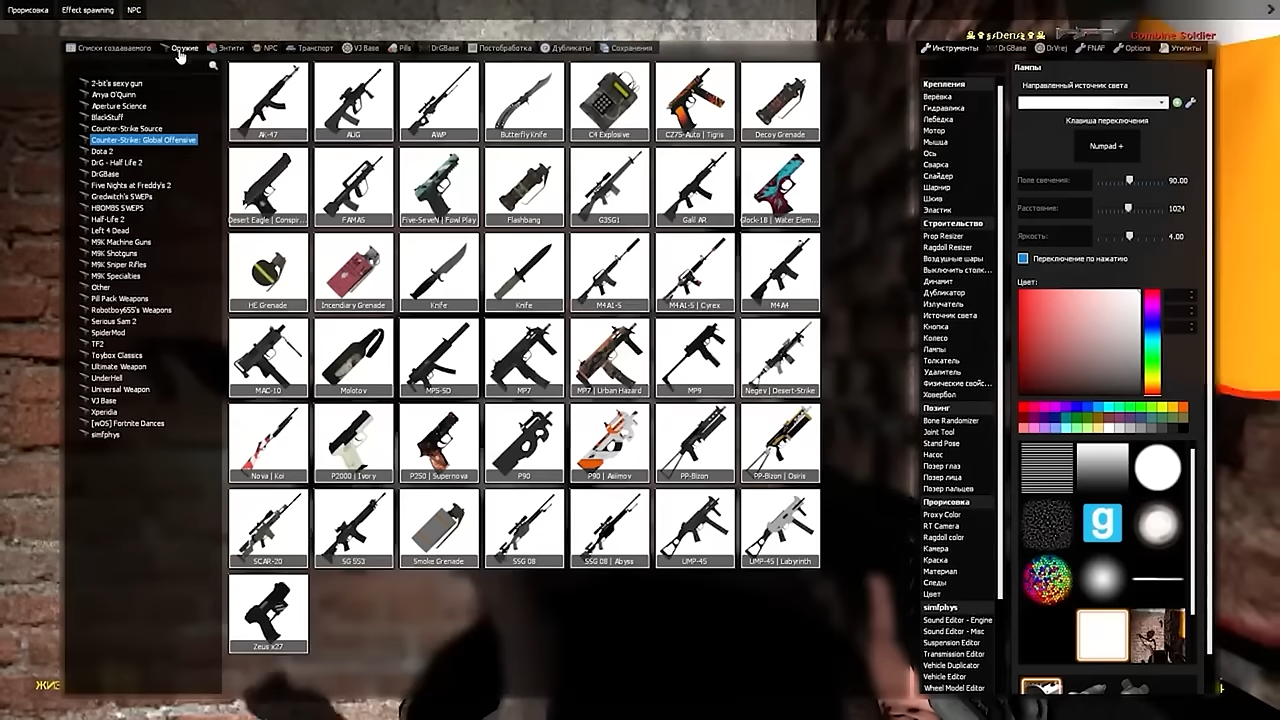 Прорисовка Effect spawning NPC
Combine Soldier
Списки создаваемого Оружие Энтити NPC Транспорт VJ Base Pills DrGBase Постобработка Дубликаты Сохранения
Инструменты DrGBase DrVrej FNAF Options Утилиты
2-bit's sexy gun
Anya O'Quinn
Aperture Science
BlackStuff
Counter-Strike Source
Counter-Strike: Global Offensive
Dota 2
DrG - Half Life 2
DrGBase
Five Nights at Freddy's 2
Gredwitch's SWEPs
HBOMBS SWEPS
Half-Life 2
Left 4 Dead
M9K Machine Guns
M9K Shotguns
M9K Sniper Rifles
M9K Specialties
Other
Pill Pack Weapons
Robotboy655's Weapons
Serious Sam 2
SpiderMod
TF2
Toybox Classics
Ultimate Weapon
UnderHell
Universal Weapon
VJ Base
Xperidia
[wOS] Fortnite Dances
simfphys
AK-47 AUG AWP Butterfly Knife C4 Explosive CZ75-Auto | Tigris Decoy Grenade
Desert Eagle | Conspir... FAMAS Five-SeveN | Fowl Play Flashbang G3SG1 Galil AR Glock-18 | Water Elem...
HE Grenade Incendiary Grenade Knife Knife M4A1-S M4A1-S | Cyrex M4A4
MAC-10 Molotov MP5-SD MP7 MP7 | Urban Hazard MP9 Negev | Desert-Strike
Nova | Koi P2000 | Ivory P250 | Supernova P90 P90 | Asiimov PP-Bizon PP-Bizon | Osiris
SCAR-20 SG 553 Smoke Grenade SSG 08 SSG 08 | Abyss UMP-45 UMP-45 | Labyrinth
Zeus x27
Крепления
Верёвка
Гидравлика
Лебёдка
Мотор
Мышца
Ось
Сварка
Слайдер
Шарнир
Шкив
Эластик
Строительство
Prop Resizer
Ragdoll Resizer
Воздушные шары
Выключить столк...
Динамит
Дубликатор
Излучатель
Источник света
Кнопка
Колесо
Лампы
Толкатель
Удалитель
Физические свойс...
Ховербол
Позинг
Bone Randomizer
Joint Tool
Stand Pose
Насос
Позер глаз
Позер лица
Позер пальцев
Прорисовка
Proxy Color
RT Camera
Ragdoll color
Камера
Краска
Материал
Следы
Цвет
simfphys
Sound Editor - Engine
Sound Editor - Misc
Suspension Editor
Transmission Editor
Vehicle Duplicator
Vehicle Editor
Wheel Model Editor
Лампы
Направленный источник света
Клавиша переключения
Numpad +
Поле свечения: 90.00
Расстояние: 1024
Яркость: 4.00
Переключение по нажатию
Цвет:
g